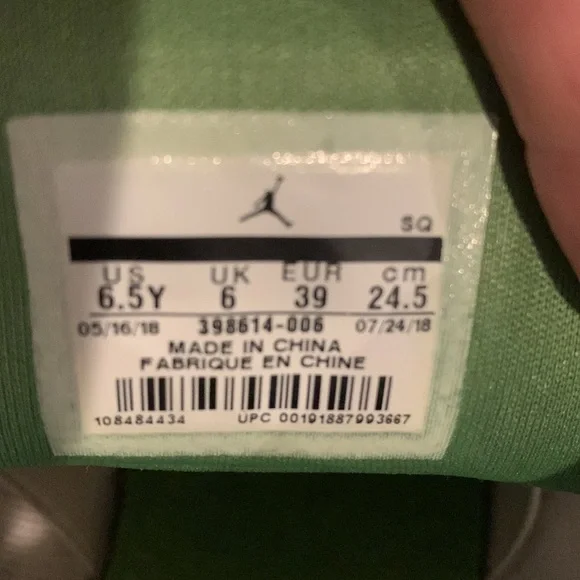 SQ
US UK EUR cm
6.5Y 6 39 24.5
05/16/18 398614-006 07/24/18
MADE IN CHINA
FABRIQUE EN CHINE
108484434 UPC 00191887993667